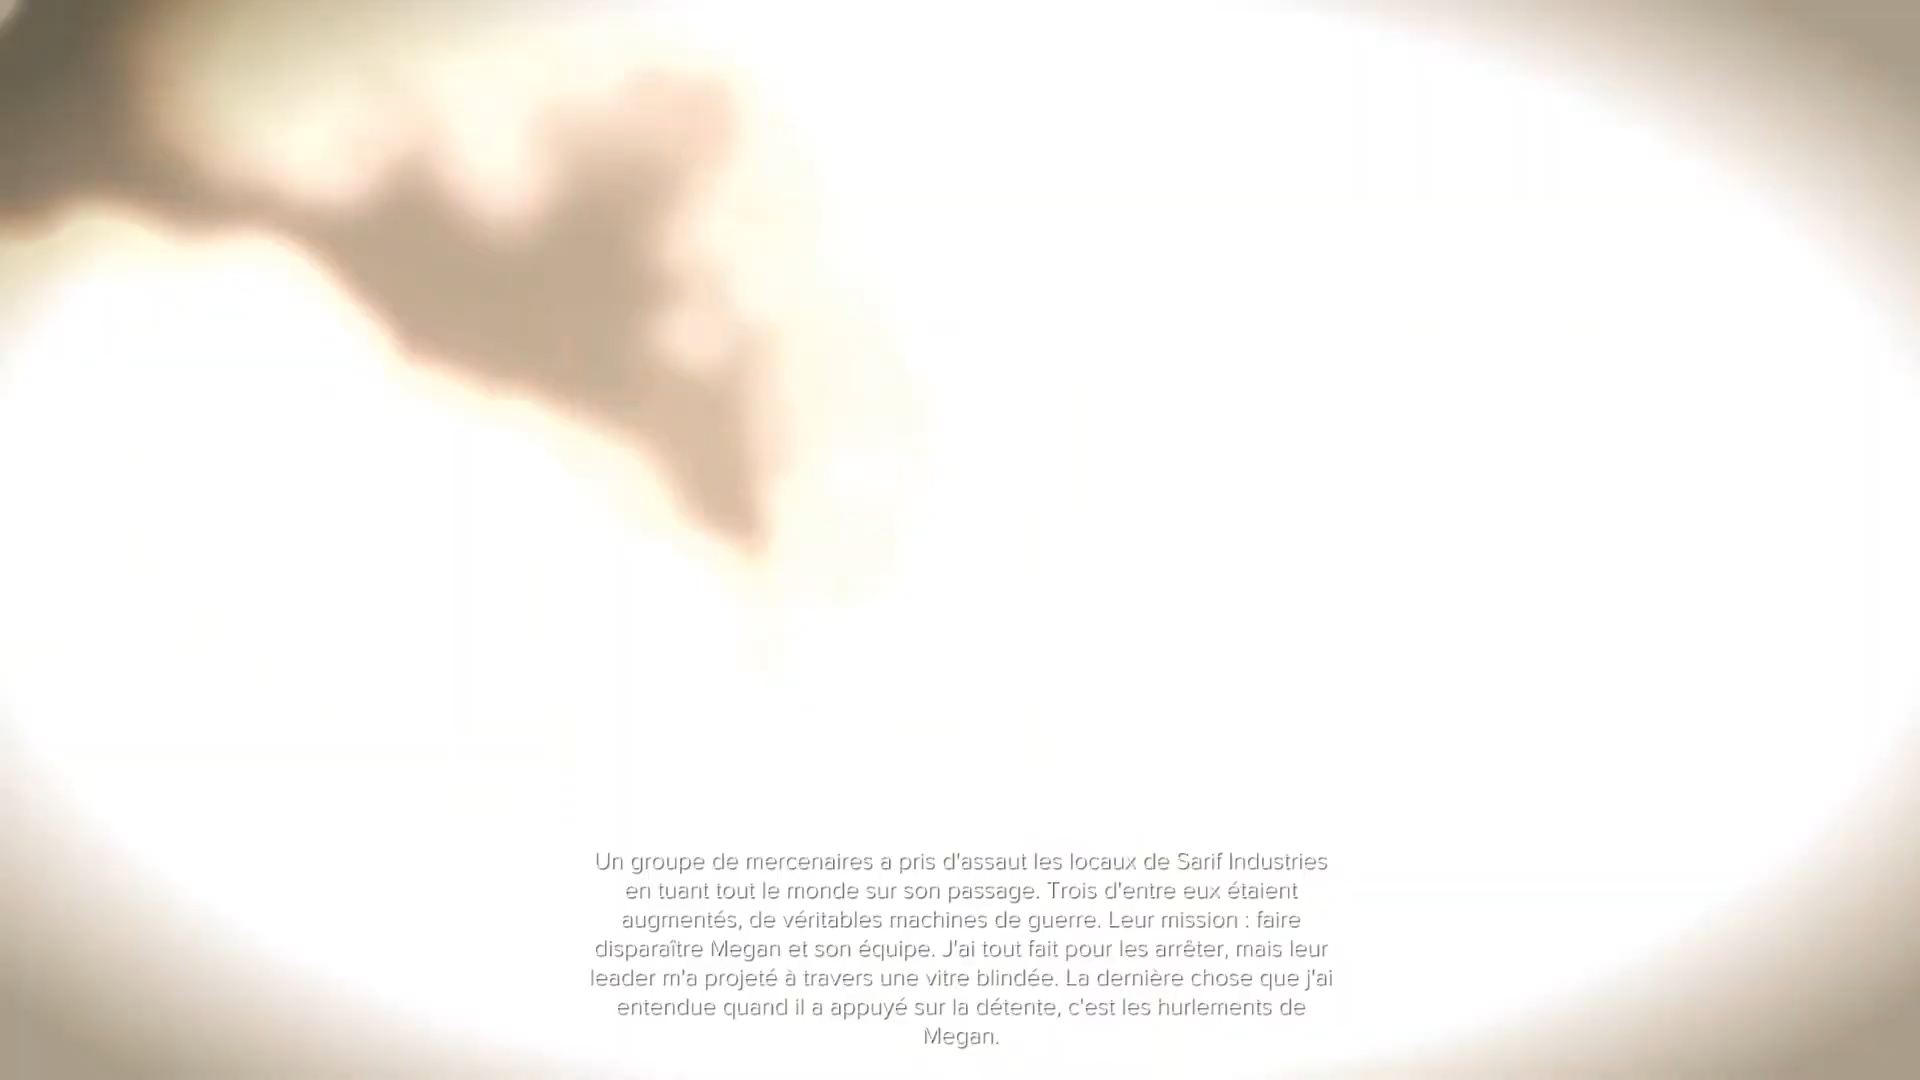 Un groupe de mercenaires a pris d'assaut les locaux de Sarif Industries
en tuant tout le monde sur son passage. Trois d'entre eux étaient
augmentés, de véritables machines de guerre. Leur mission : faire
disparaître Megan et son équipe. J'ai tout fait pour les arrêter, mais leur
leader m'a projeté à travers une vitre blindée. La dernière chose que j'ai
entendue quand il a appuyé sur la détente, c'est les hurlements de
Megan.